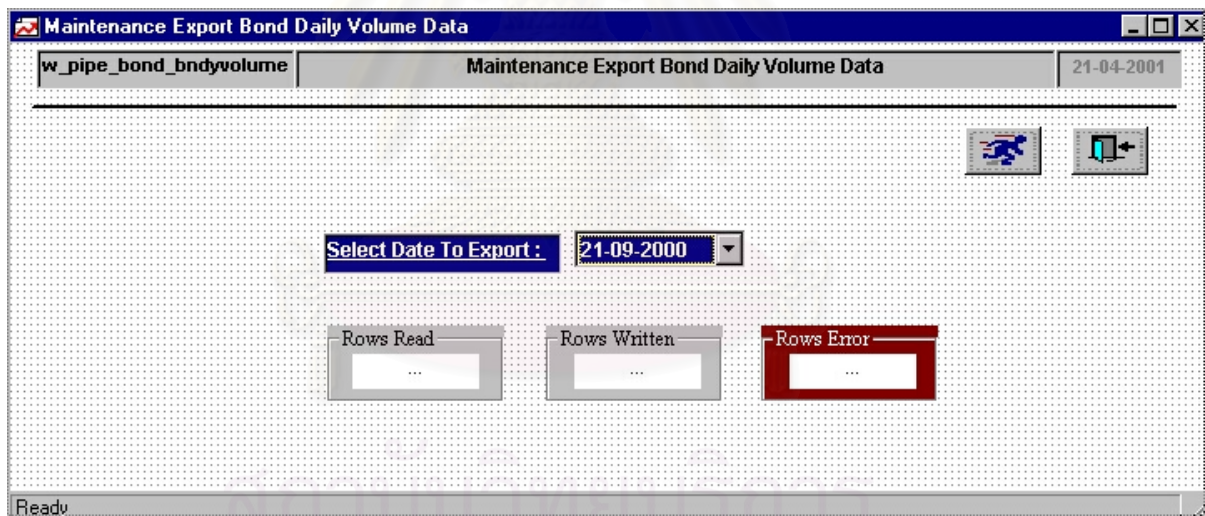 Maintenance Export Bond Daily Volume Data
w_pipe_bond_bndyvolume
Maintenance Export Bond Daily Volume Data
21-04-2001
Select Date To Export :
21-09-2000
Rows Read
Rows Written
Rows Error
...
...
...
Ready